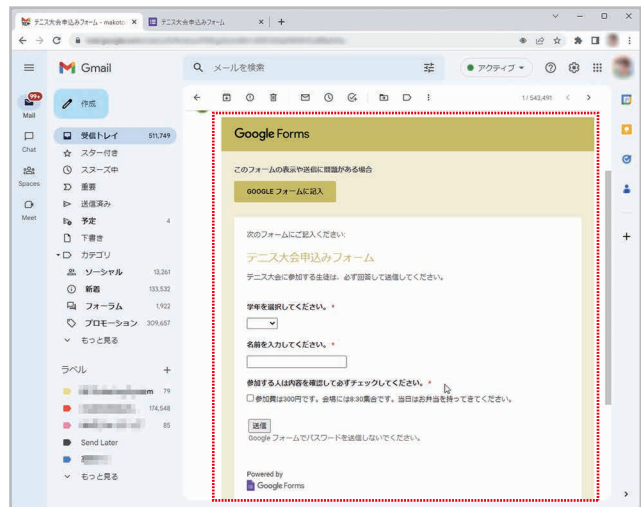 テニス大会申込みフォーム - makoto
テニス大会申込みフォーム
Gmail
メールを検索
アクティブ
99+
Mail
Chat
Spaces
Meet
作成
1/543,491
受信トレイ 511,749
スター付き
スヌーズ中
重要
送信済み
予定 4
下書き
カテゴリ
ソーシャル 13,261
新着 133,532
フォーラム 1,922
プロモーション 309,657
もっと見る
ラベル
79
174,548
85
Send Later
もっと見る
Google Forms
このフォームの表示や送信に問題がある場合
GOOGLE フォームに記入
次のフォームにご記入ください:
テニス大会申込みフォーム
テニス大会に参加する生徒は、必ず回答して送信してください。
学年を選択してください。 *
名前を入力してください。 *
参加する人は内容を確認して必ずチェックしてください。 *
参加費は300円です。会場には8:30集合です。当日はお弁当を持ってきてください。
送信
Google フォームでパスワードを送信しないでください。
Powered by
Google Forms